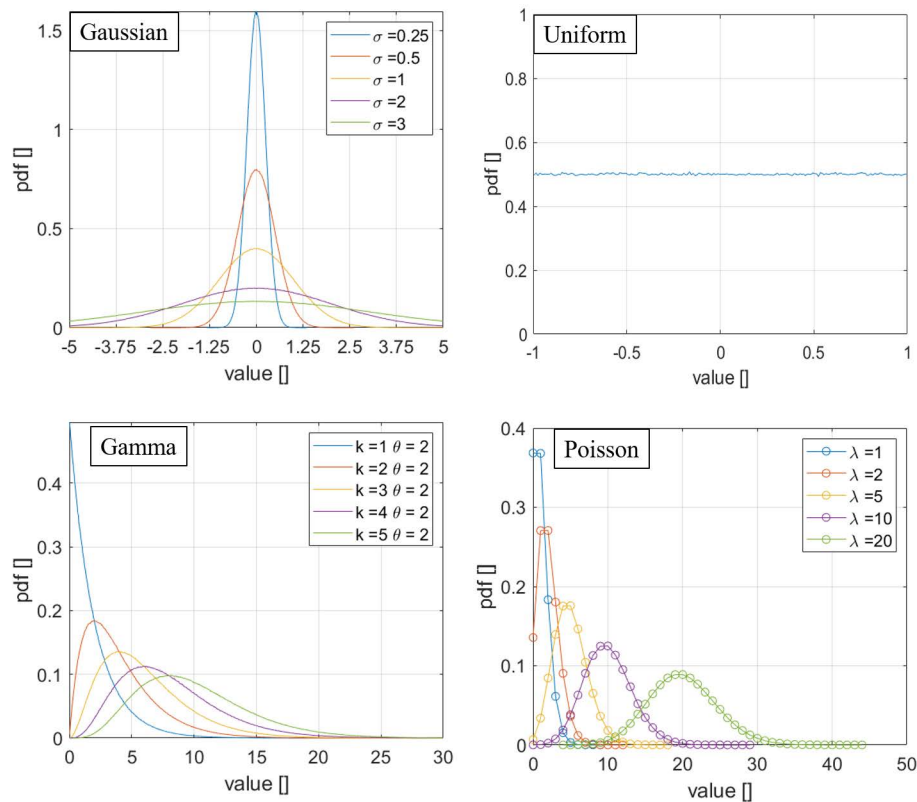 Gaussian
σ =0.25
σ =0.5
σ =1
σ =2
σ =3
1.5
1
0.5
0
pdf []
-5 -3.75 -2.5 -1.25 0 1.25 2.5 3.75 5
value []
Uniform
1
0.8
0.6
0.4
0.2
0
pdf []
-1 -0.5 0 0.5 1
value []
Gamma
k =1 θ = 2
k =2 θ = 2
k =3 θ = 2
k =4 θ = 2
k =5 θ = 2
0.4
0.3
0.2
0.1
0
pdf []
0 5 10 15 20 25 30
value []
Poisson
λ =1
λ =2
λ =5
λ =10
λ =20
0.4
0.3
0.2
0.1
0
pdf []
0 10 20 30 40 50
value []